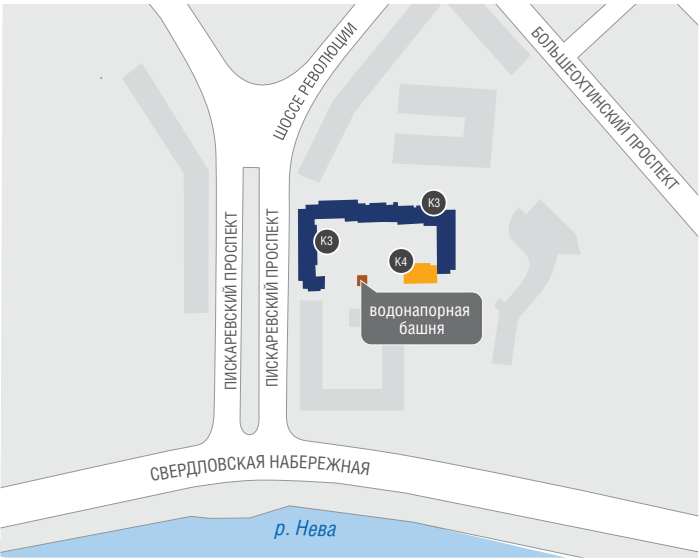 ШОССЕ РЕВОЛЮЦИИ
БОЛЬШЕОХТИНСКИЙ ПРОСПЕКТ
К3
К3
К4
ПИСКАРЕВСКИЙ ПРОСПЕКТ
ПИСКАРЕВСКИЙ ПРОСПЕКТ
водонапорная
башня
СВЕРДЛОВСКАЯ НАБЕРЕЖНАЯ
р. Нева